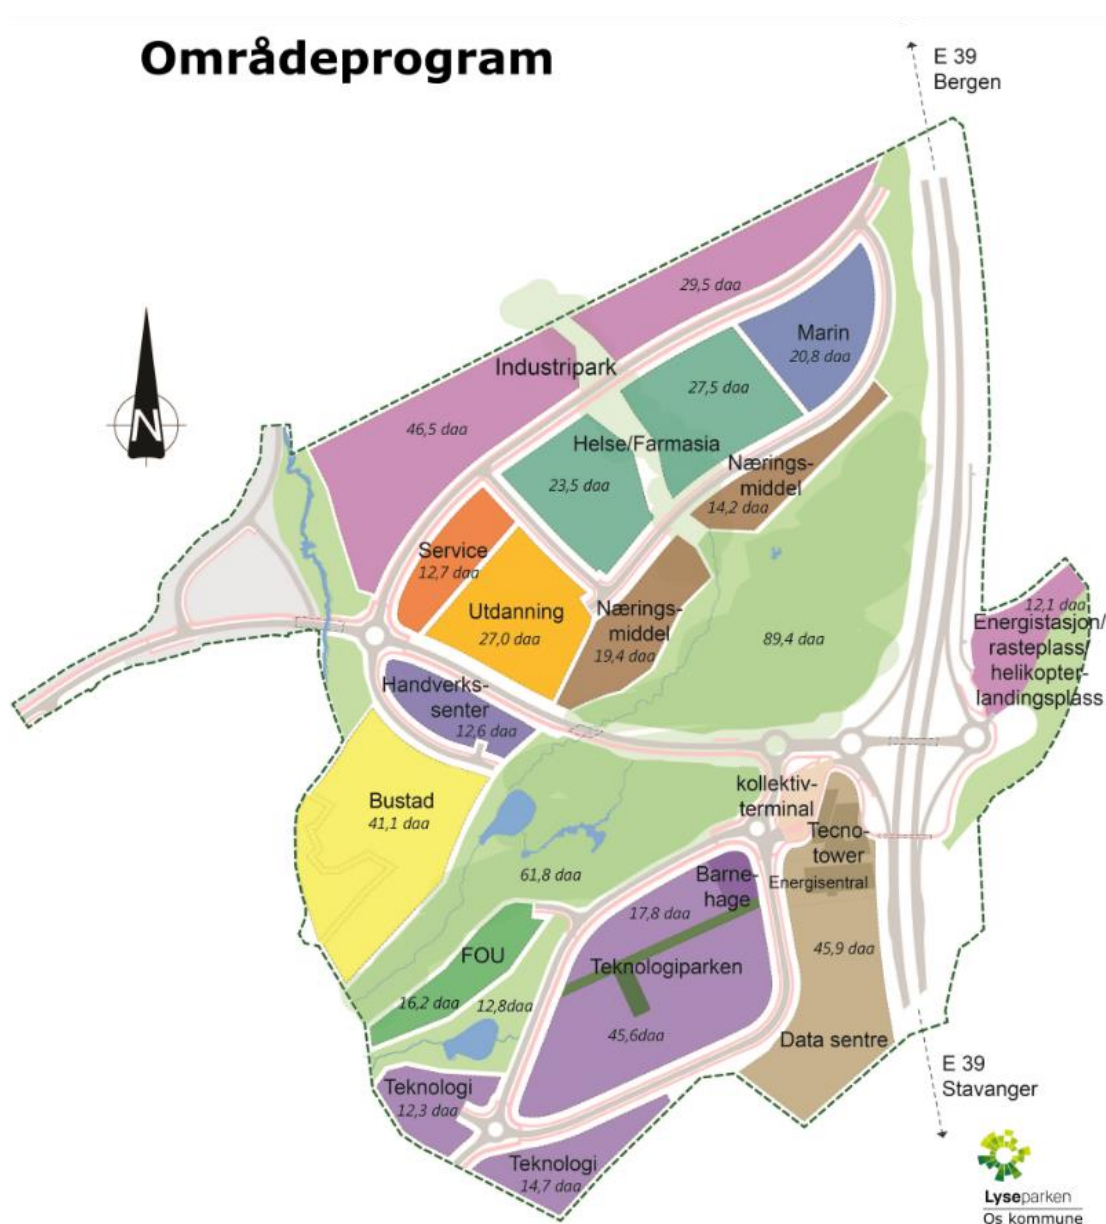 Områdeprogram
E 39
Bergen
29,5 daa
Marin
20,8 daa
Industripark
27,5 daa
46,5 daa
Helse/Farmasia
23,5 daa
Nærings-
middel
14,2 daa
N
Service
12,7 daa
Utdanning
27,0 daa
Nærings-
middel
19,4 daa
89,4 daa
12,1 daa
Energistasjon/
rasteplass/
helikopter-
landingsplass
Handverks-
senter
12,6 daa
Bustad
41,1 daa
kollektiv-
terminal
Tecno-
tower
Energisentral
61,8 daa
Barne-
hage
17,8 daa
FOU
16,2 daa
12,8daa
Teknologiparken
45,9 daa
45,6daa
Data sentre
Teknologi
12,3 daa
Teknologi
14,7 daa
E 39
Stavanger
Lyseparken
Os kommune